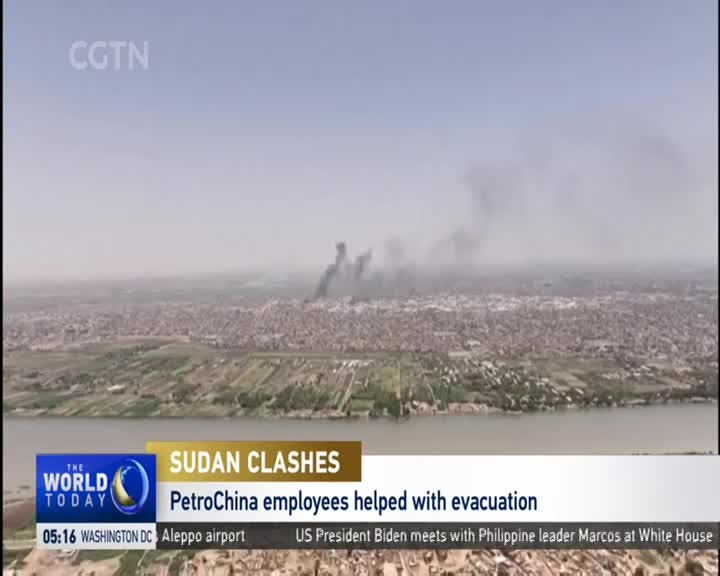 CGTN
SUDAN CLASHES
THE
WORLD
TODAY
PetroChina employees helped with evacuation
05:16 WASHINGTON DC
Aleppo airport US President Biden meets with Philippine leader Marcos at White House